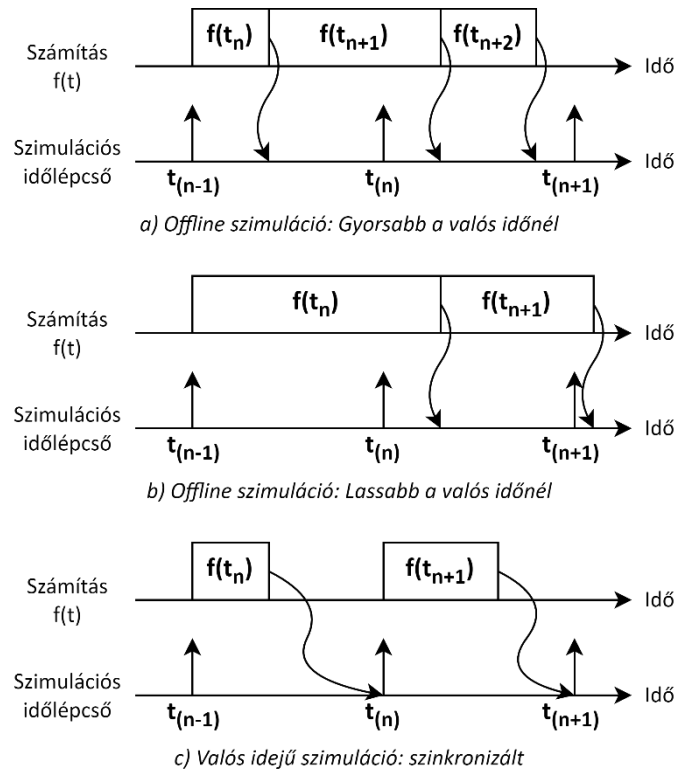 f(tn) f(tn+1) f(tn+2)
Számítás
f(t)
Idő
Szimulációs
időlépcső
Idő
t(n-1) t(n) t(n+1)
a) Offline szimuláció: Gyorsabb a valós időnél
f(tn) f(tn+1)
Számítás
f(t)
Idő
Szimulációs
időlépcső
Idő
t(n-1) t(n) t(n+1)
b) Offline szimuláció: Lassabb a valós időnél
f(tn) f(tn+1)
Számítás
f(t)
Idő
Szimulációs
időlépcső
Idő
t(n-1) t(n) t(n+1)
c) Valós idejű szimuláció: szinkronizált